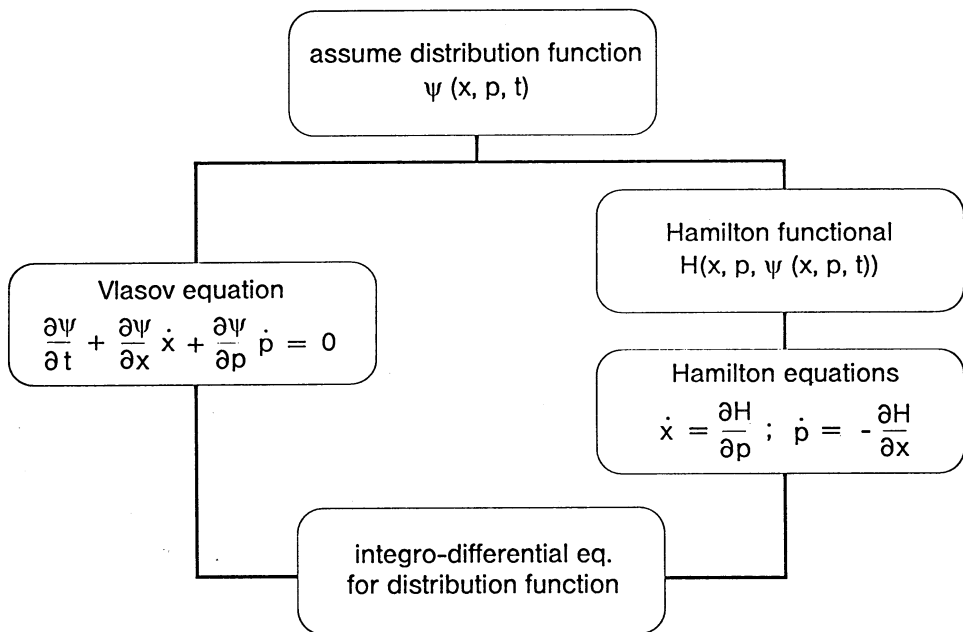 assume distribution function
ψ (x, p, t)
Hamilton functional
H(x, p, ψ (x, p, t))
Vlasov equation
∂ψ/∂t + ∂ψ/∂x ẋ + ∂ψ/∂p ṗ = 0
Hamilton equations
ẋ = ∂H/∂p ; ṗ = - ∂H/∂x
integro-differential eq.
for distribution function